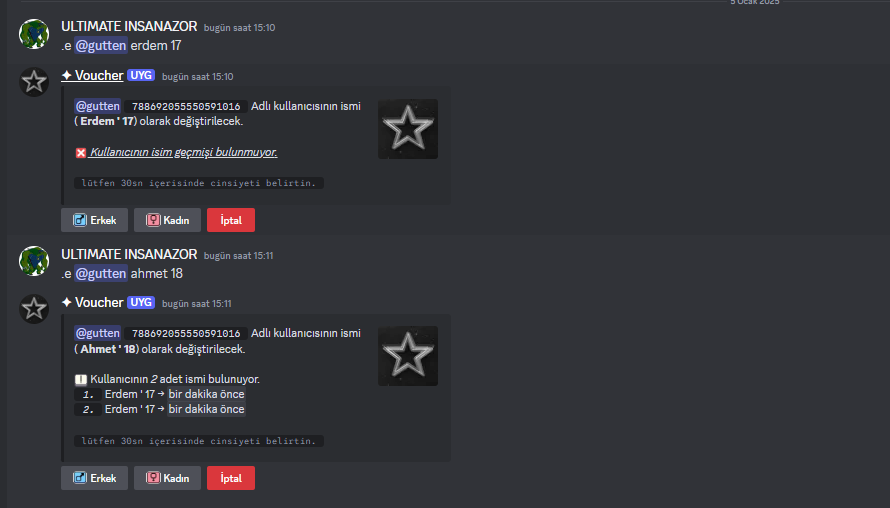 5 Ocak 2025
ULTIMATE INSANAZOR bugün saat 15:10
.e @gutten erdem 17
✦ Voucher UYG bugün saat 15:10
@gutten 788692055550591016 Adlı kullanıcısının ismi
( Erdem ' 17) olarak değiştirilecek.
Kullanıcının isim geçmişi bulunmuyor.
lütfen 30sn içerisinde cinsiyeti belirtin.
Erkek Kadın İptal
ULTIMATE INSANAZOR bugün saat 15:11
.e @gutten ahmet 18
✦ Voucher UYG bugün saat 15:11
@gutten 788692055550591016 Adlı kullanıcısının ismi
( Ahmet ' 18) olarak değiştirilecek.
Kullanıcının 2 adet ismi bulunuyor.
1. Erdem ' 17 → bir dakika önce
2. Erdem ' 17 → bir dakika önce
lütfen 30sn içerisinde cinsiyeti belirtin.
Erkek Kadın İptal